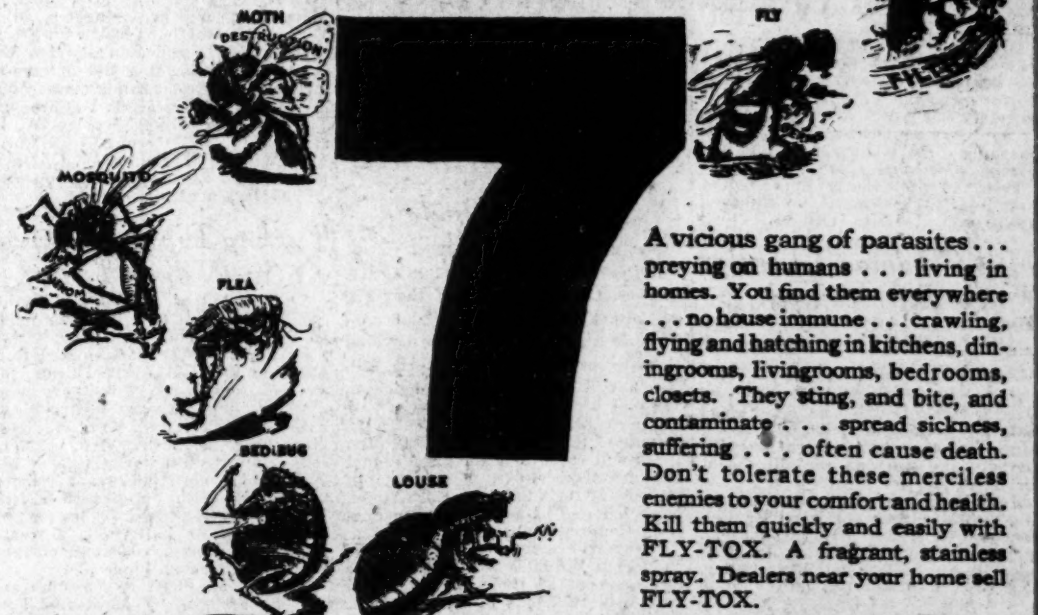 MOTH
DESTRUCTION
7
FLY
FILTH
MOSQUITO
FLEA
BEDBUG
LOUSE
A vicious gang of parasites . . .
preying on humans . . . living in
homes. You find them everywhere
. . . no house immune . . . crawling,
flying and hatching in kitchens, din-
ingrooms, livingrooms, bedrooms,
closets. They sting, and bite, and
contaminate . . . spread sickness,
suffering . . . often cause death.
Don't tolerate these merciless
enemies to your comfort and health.
Kill them quickly and easily with
FLY-TOX. A fragrant, stainless
spray. Dealers near your home sell
FLY-TOX.